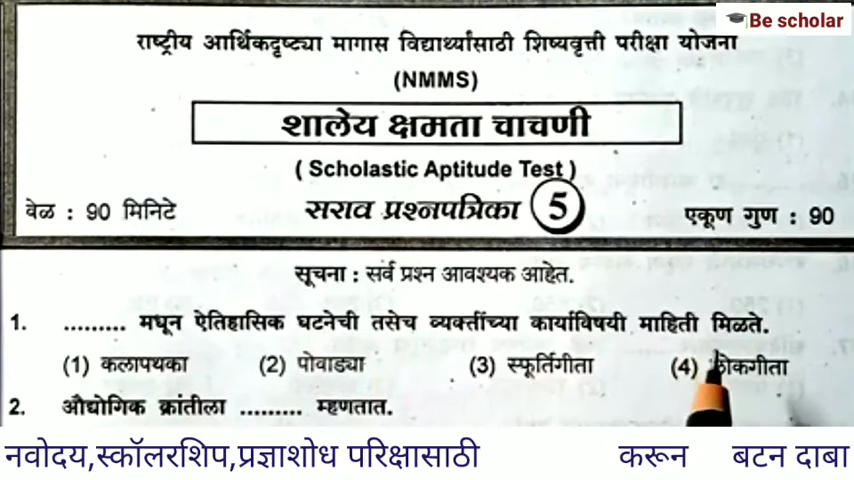 Be scholar
राष्ट्रीय आर्थिकदृष्ट्या मागास विद्यार्थ्यांसाठी शिष्यवृत्ती परीक्षा योजना
(NMMS)
शालेय क्षमता चाचणी
( Scholastic Aptitude Test )
वेळ : 90 मिनिटे सराव प्रश्नपत्रिका 5 एकूण गुण : 90
सूचना : सर्व प्रश्न आवश्यक आहेत.
1. ......... मधून ऐतिहासिक घटनेची तसेच व्यक्तींच्या कार्याविषयी माहिती मिळते.
(1) कलापथका (2) पोवाड्या (3) स्फूर्तिगीता (4) लोकगीता
2. औद्योगिक क्रांतीला ......... म्हणतात.
नवोदय,स्कॉलरशिप,प्रज्ञाशोध परिक्षासाठी करून बटन दाबा